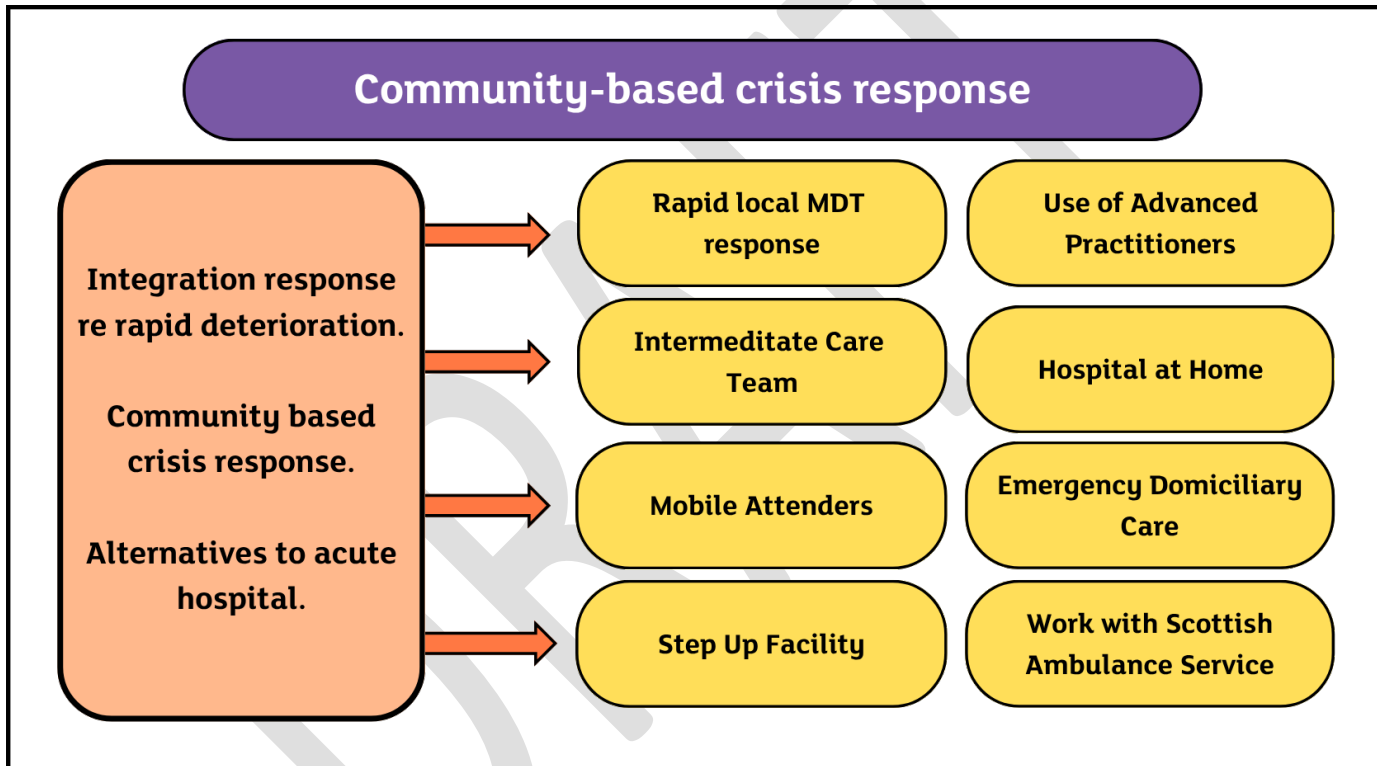 Community-based crisis response
Integration response
re rapid deterioration.
Community based
crisis response.
Alternatives to acute
hospital.
Rapid local MDT
response
Use of Advanced
Practitioners
Intermeditate Care
Team
Hospital at Home
Mobile Attenders
Emergency Domiciliary
Care
Step Up Facility
Work with Scottish
Ambulance Service
DRAFT